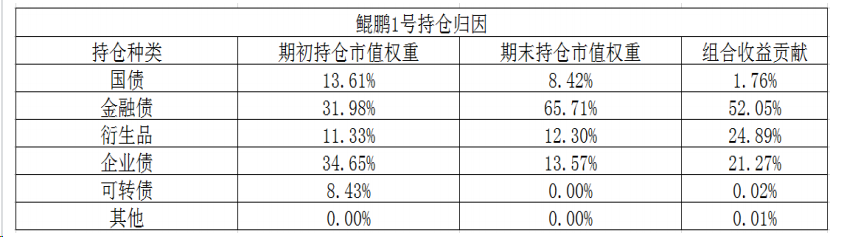 鲲鹏1号持仓归因
持仓种类 期初持仓市值权重 期末持仓市值权重 组合收益贡献
国债 13.61% 8.42% 1.76%
金融债 31.98% 65.71% 52.05%
衍生品 11.33% 12.30% 24.89%
企业债 34.65% 13.57% 21.27%
可转债 8.43% 0.00% 0.02%
其他 0.00% 0.00% 0.01%